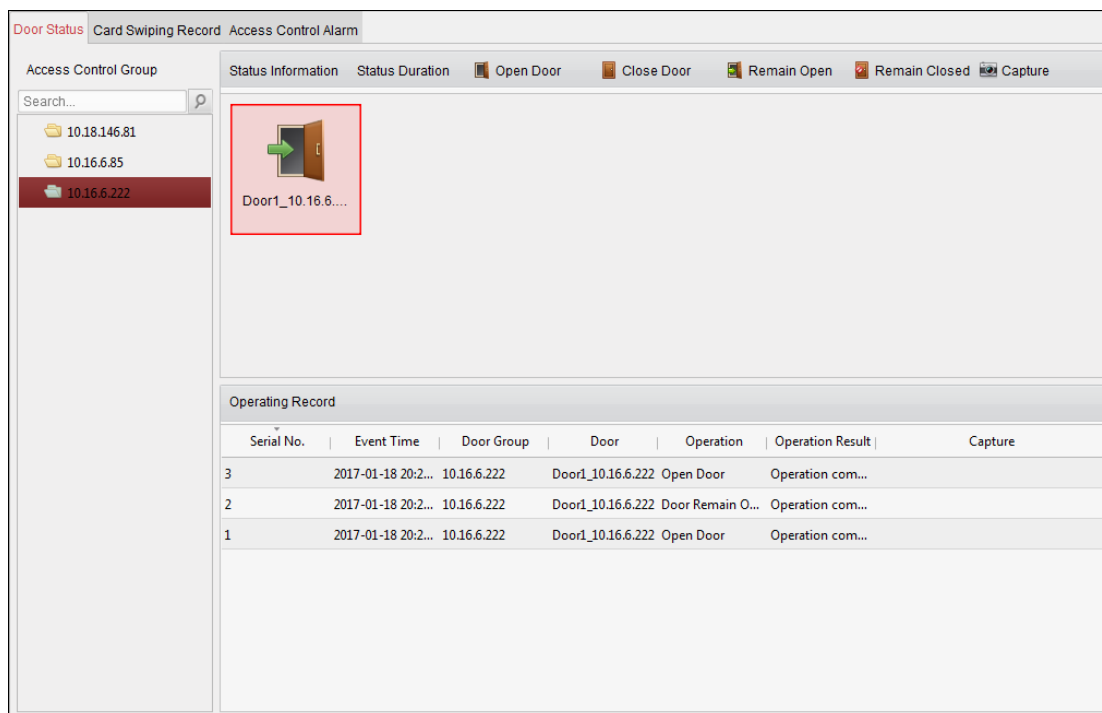 Door Status Card Swiping Record Access Control Alarm
Access Control Group
Search...
10.18.146.81
10.16.6.85
10.16.6.222
Status Information Status Duration Open Door Close Door Remain Open Remain Closed Capture
Door1_10.16.6....
Operating Record
Serial No. Event Time Door Group Door Operation Operation Result Capture
3 2017-01-18 20:2... 10.16.6.222 Door1_10.16.6.222 Open Door Operation com...
2 2017-01-18 20:2... 10.16.6.222 Door1_10.16.6.222 Door Remain O... Operation com...
1 2017-01-18 20:2... 10.16.6.222 Door1_10.16.6.222 Open Door Operation com...